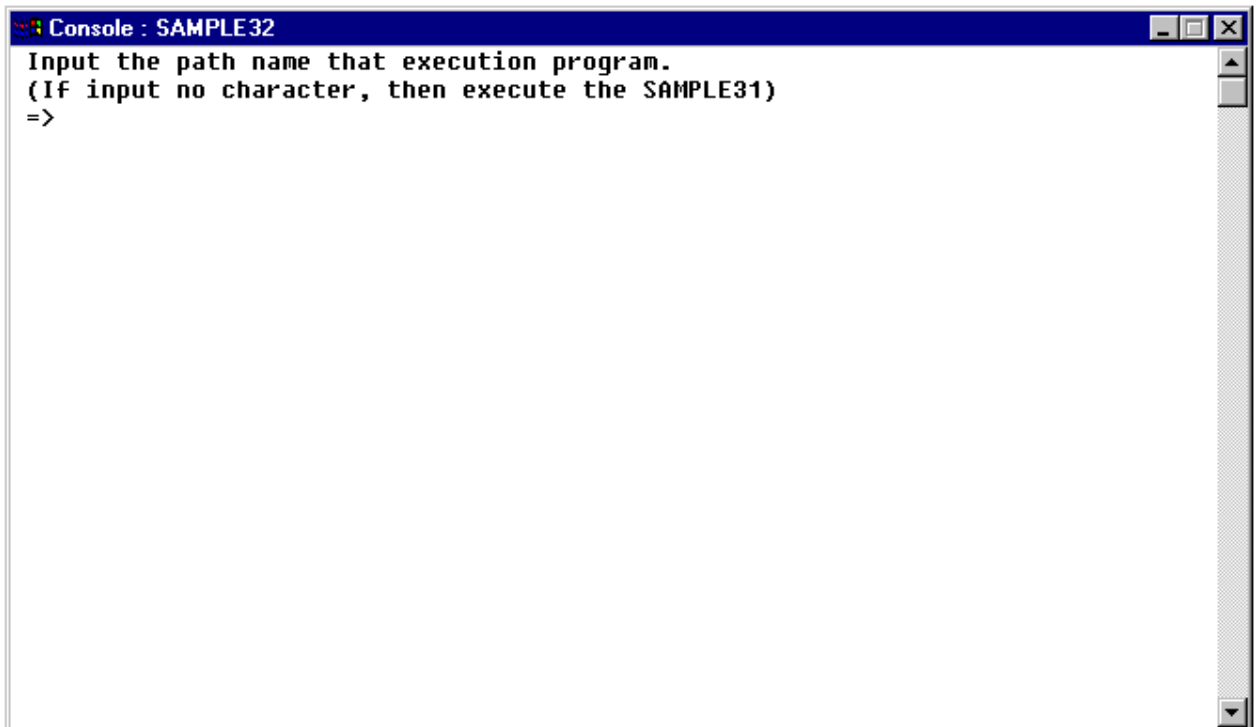 Console : SAMPLE32
Input the path name that execution program.
(If input no character, then execute the SAMPLE31)
=>